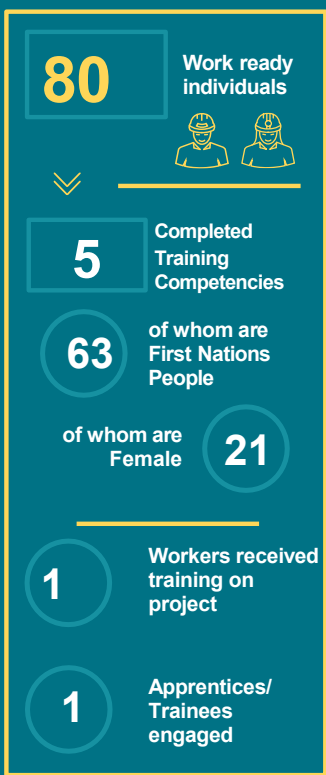 80
Work ready
individuals
5
Completed
Training
Competencies
63
of whom are
First Nations
People
of whom are
Female
21
1
Workers received
training on
project
1
Apprentices/
Trainees
engaged